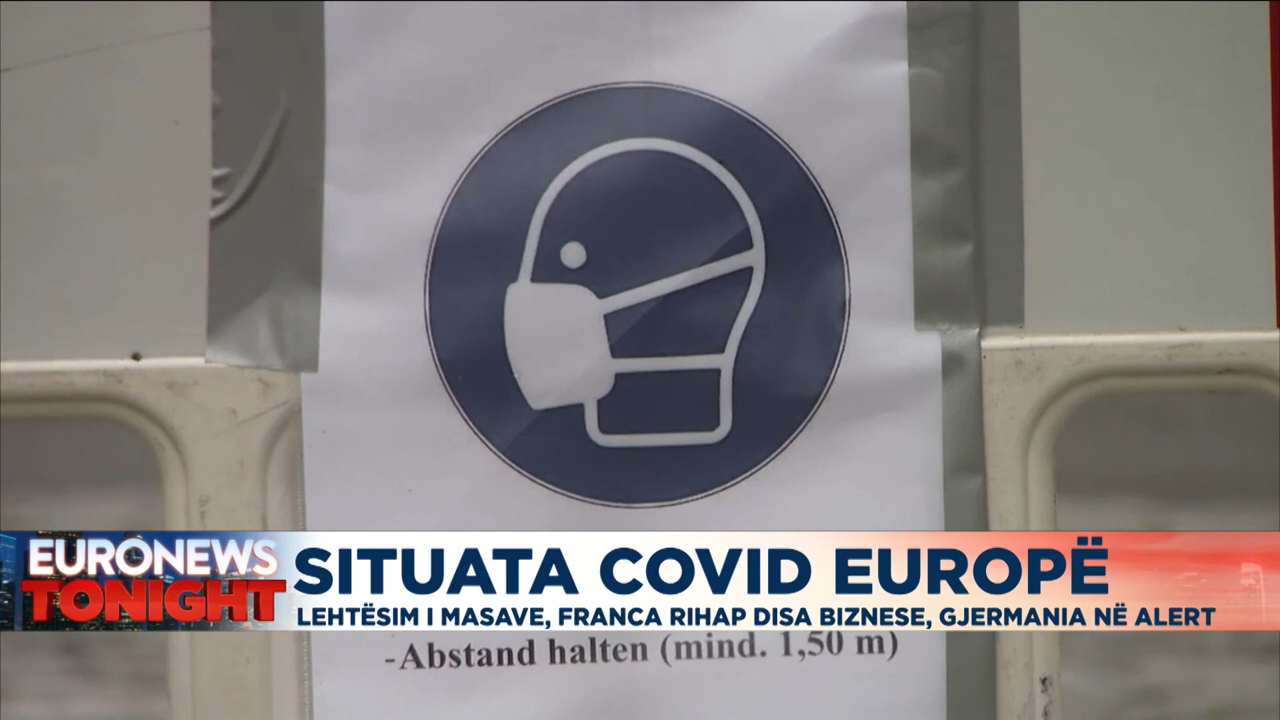 EURONEWS
TONIGHT
SITUATA COVID EUROPË
LEHTËSIM I MASAVE, FRANCA RIHAP DISA BIZNESE, GJERMANIA NË ALERT
-Abstand halten (mind. 1,50 m)